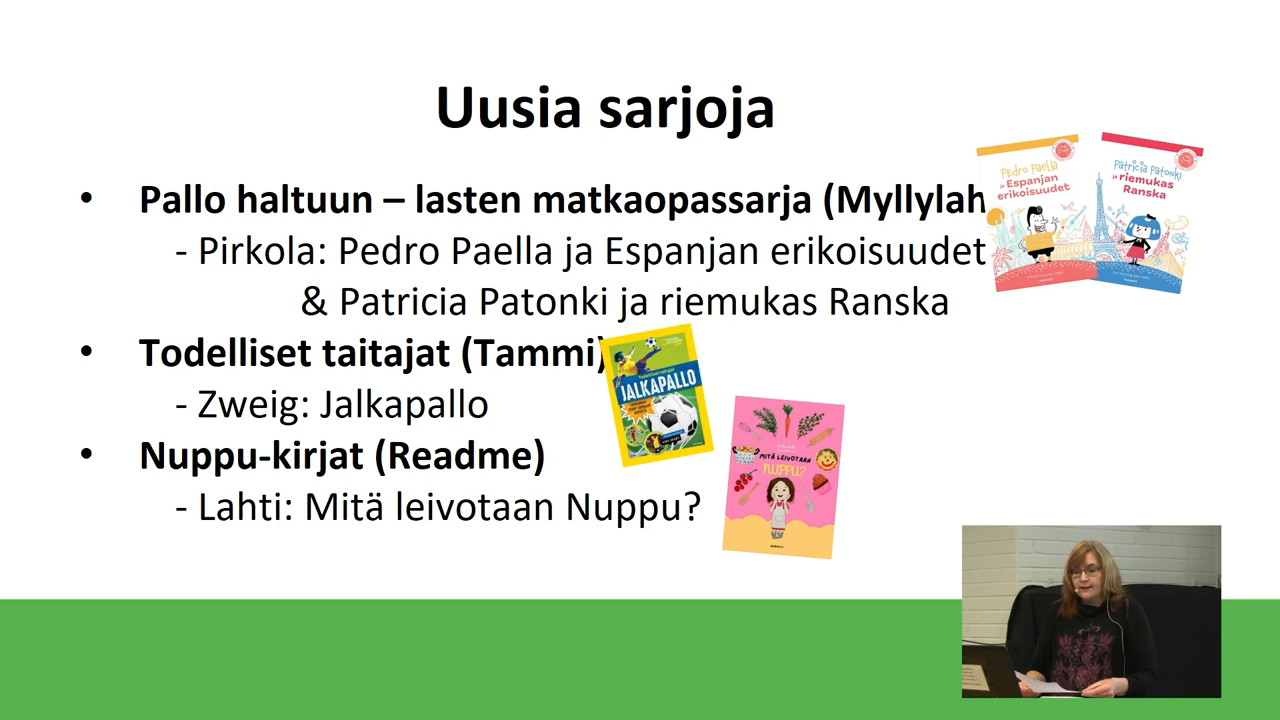 Uusia sarjoja
• Pallo haltuun – lasten matkaopassarja (Myllylah
- Pirkola: Pedro Paella ja Espanjan erikoisuudet
& Patricia Patonki ja riemukas Ranska
• Todelliset taitajat (Tammi)
- Zweig: Jalkapallo
• Nuppu-kirjat (Readme)
- Lahti: Mitä leivotaan Nuppu?
Pedro Paella
ja Espanjan
erikoisuudet
Patricia Patonki
ja riemukas
Ranska
Todelliset taitajat
JALKAPALLO
MITÄ LEIVOTAAN
NUPPU?